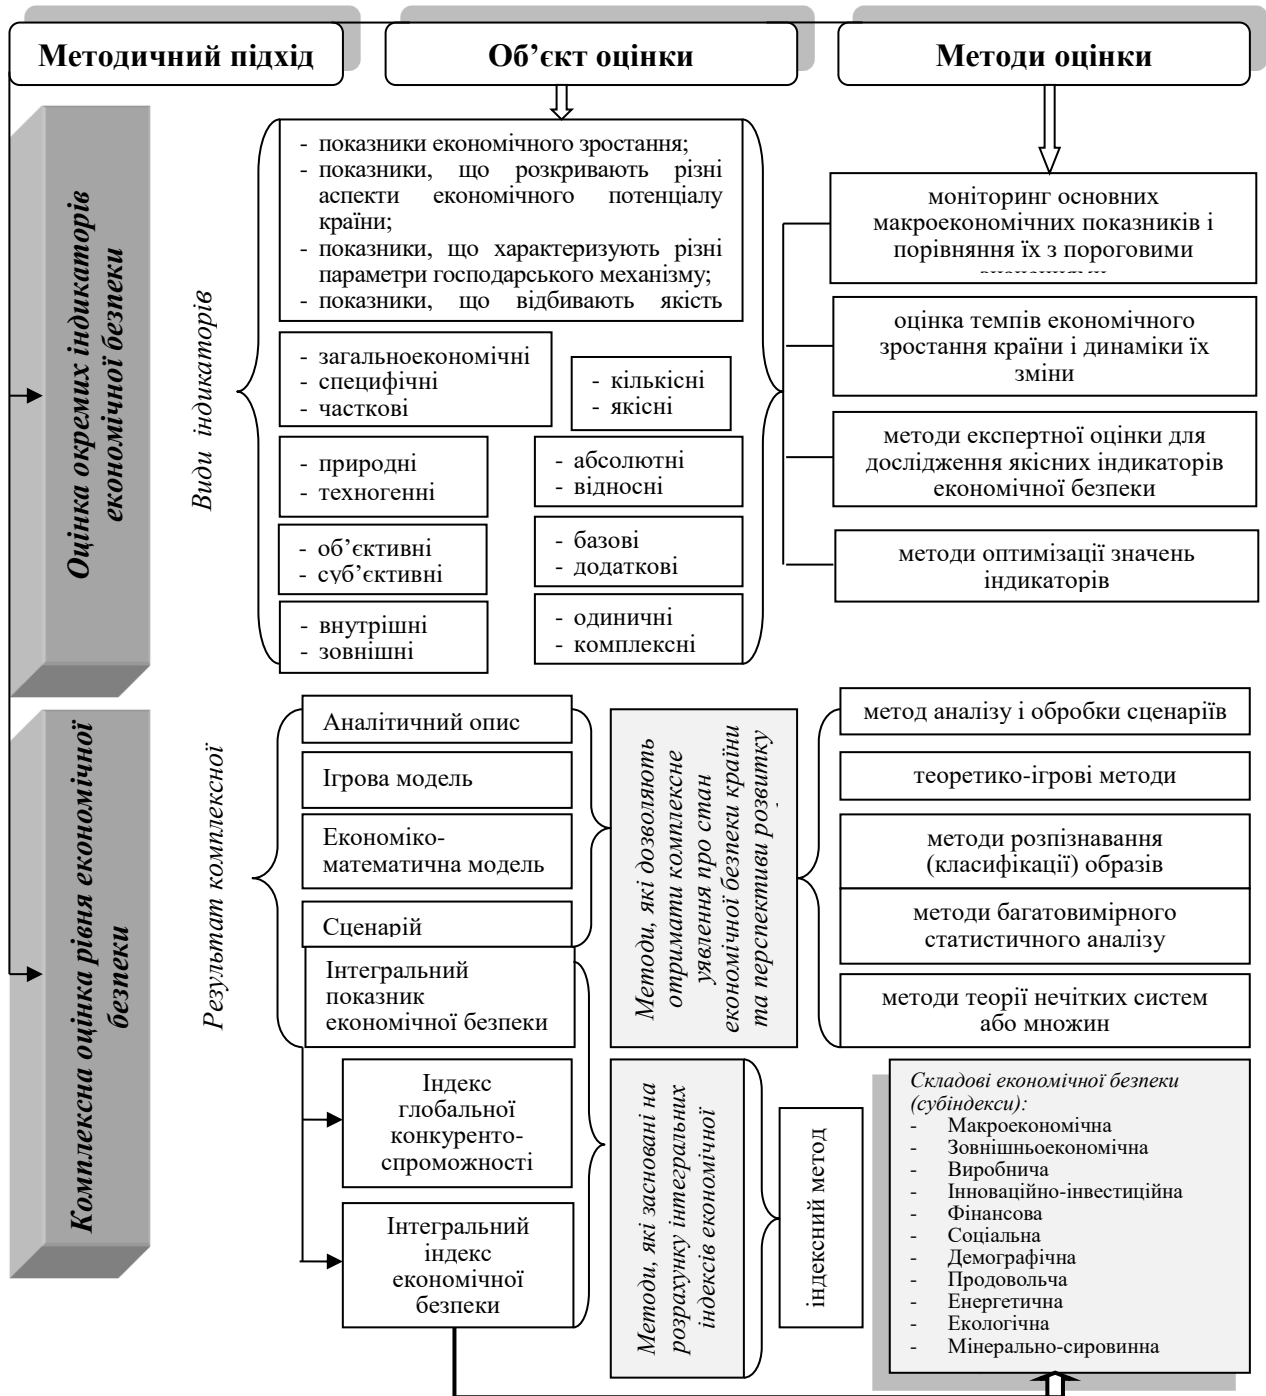 Методичний підхід
Об’єкт оцінки
Методи оцінки
Оцінка окремих індикаторів
економічної безпеки
Види індикаторів
- показники економічного зростання;
- показники, що розкривають різні
аспекти економічного потенціалу
країни;
- показники, що характеризують різні
параметри господарського механізму;
- показники, що відбивають якість
- загальноекономічні
- специфічні
- часткові
- кількісні
- якісні
- природні
- техногенні
- абсолютні
- відносні
- об’єктивні
- суб’єктивні
- базові
- додаткові
- внутрішні
- зовнішні
- одиничні
- комплексні
моніторинг основних
макроекономічних показників і
порівняння їх з пороговими
оцінка темпів економічного
зростання країни і динаміки їх
зміни
методи експертної оцінки для
дослідження якісних індикаторів
економічної безпеки
методи оптимізації значень
індикаторів
Комплексна оцінка рівня економічної
безпеки
Результат комплексної
Аналітичний опис
Ігрова модель
Економіко-
математична модель
Сценарій
Інтегральний
показник
економічної безпеки
Індекс
глобальної
конкуренто-
спроможності
Інтегральний
індекс
економічної
безпеки
Методи, які дозволяють
отримати комплексне
уявлення про стан
економічної безпеки країни
та перспективи розвитку
Методи, які засновані на
розрахунку інтегральних
індексів економічної
метод аналізу і обробки сценаріїв
теоретико-ігрові методи
методи розпізнавання
(класифікації) образів
методи багатовимірного
статистичного аналізу
методи теорії нечітких систем
або множин
індексний метод
Складові економічної безпеки
(субіндекси):
- Макроекономічна
- Зовнішньоекономічна
- Виробнича
- Інноваційно-інвестиційна
- Фінансова
- Соціальна
- Демографічна
- Продовольча
- Енергетична
- Екологічна
- Мінерально-сировинна